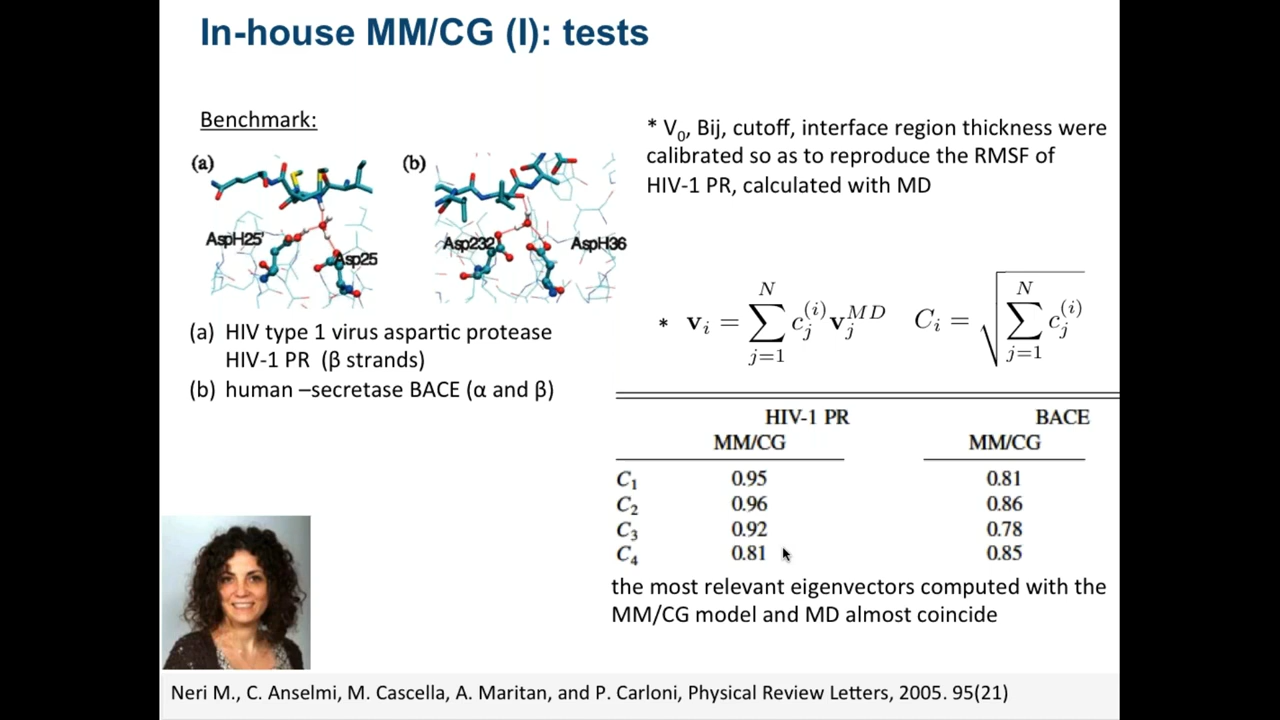 In-house MM/CG (I): tests
Benchmark:
(a)
(b)
AspH25'
Asp25
Asp232
AspH36
(a) HIV type 1 virus aspartic protease
HIV-1 PR (β strands)
(b) human –secretase BACE (α and β)
* V₀, Bij, cutoff, interface region thickness were
calibrated so as to reproduce the RMSF of
HIV-1 PR, calculated with MD
* vᵢ = ∑_{j=1}^{N} c_j^{(i)} v_j^{MD} Cᵢ = √(∑_{j=1}^{N} c_j^{(i)})
HIV-1 PR BACE
MM/CG MM/CG
C₁ 0.95 0.81
C₂ 0.96 0.86
C₃ 0.92 0.78
C₄ 0.81 0.85
the most relevant eigenvectors computed with the
MM/CG model and MD almost coincide
Neri M., C. Anselmi, M. Cascella, A. Maritan, and P. Carloni, Physical Review Letters, 2005. 95(21)